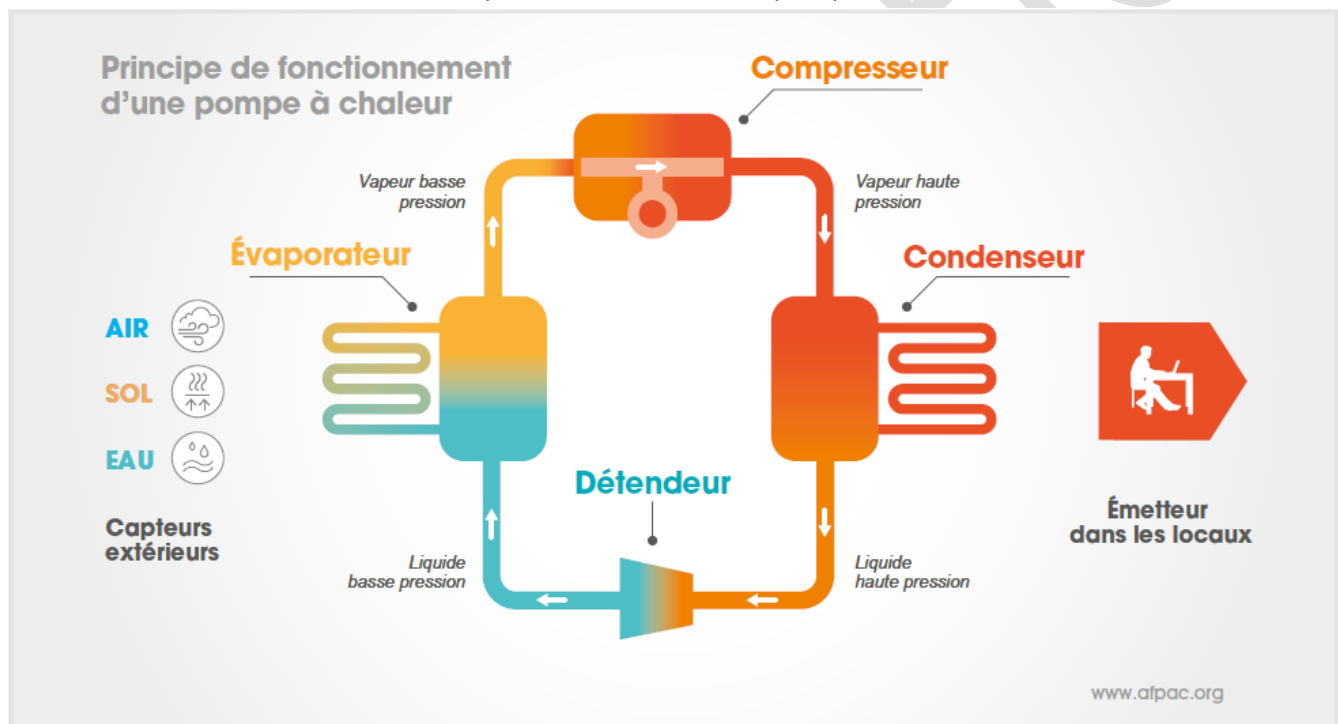 Principe de fonctionnement
d'une pompe à chaleur
Compresseur
Vapeur basse
pression
Vapeur haute
pression
Évaporateur
Condenseur
AIR
SOL
EAU
Capteurs
extérieurs
Détendeur
Émetteur
dans les locaux
Liquide
basse pression
Liquide
haute pression
www.afpac.org